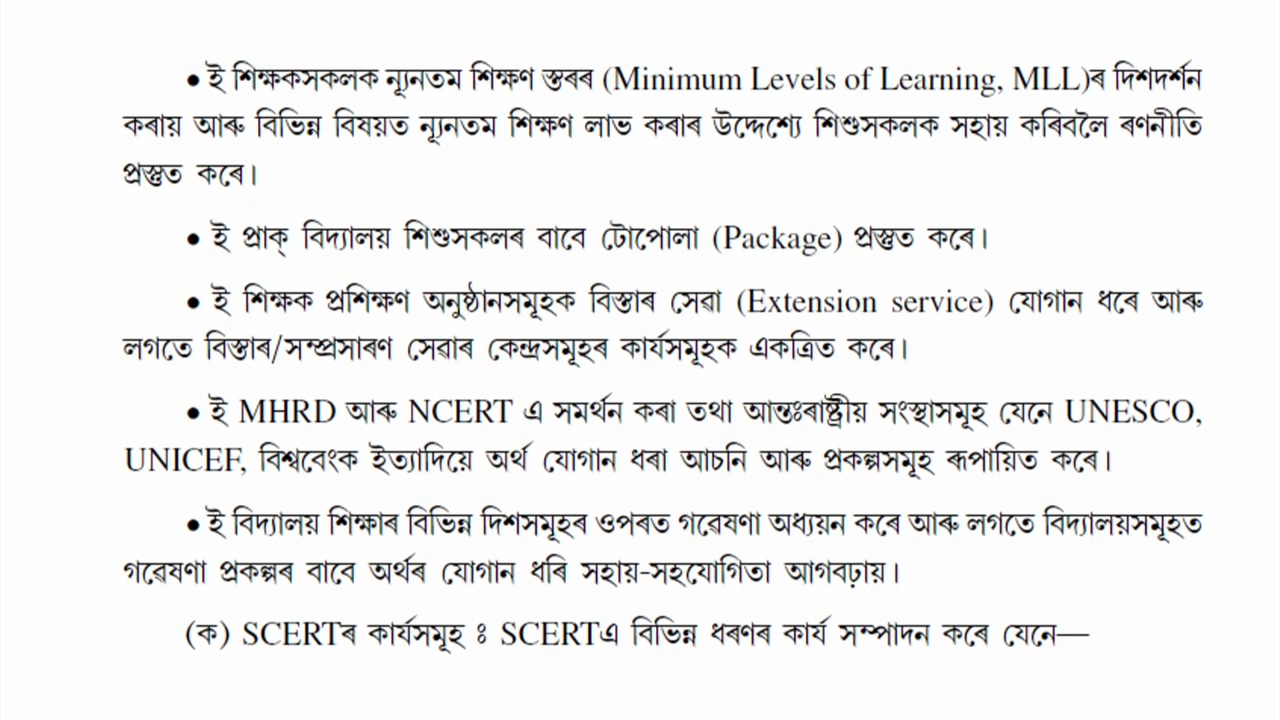 • ই শিক্ষকসকলক ন্যূনতম শিক্ষণ স্তৰৰ (Minimum Levels of Learning, MLL)ৰ দিশদৰ্শন
কৰায় আৰু বিভিন্ন বিষয়ত ন্যূনতম শিক্ষণ লাভ কৰাৰ উদ্দেশ্যে শিশুসকলক সহায় কৰিবলৈ ৰণনীতি
প্ৰস্তুত কৰে।
• ই প্ৰাক্ বিদ্যালয় শিশুসকলৰ বাবে টোপোলা (Package) প্ৰস্তুত কৰে।
• ই শিক্ষক প্ৰশিক্ষণ অনুষ্ঠানসমূহক বিস্তাৰ সেৱা (Extension service) যোগান ধৰে আৰু
লগতে বিস্তাৰ/সম্প্ৰসাৰণ সেৱাৰ কেন্দ্ৰসমূহৰ কাৰ্যসমূহক একত্ৰিত কৰে।
• ই MHRD আৰু NCERT এ সমৰ্থন কৰা তথা আন্তঃৰাষ্ট্ৰীয় সংস্থাসমূহ যেনে UNESCO,
UNICEF, বিশ্ববেংক ইত্যাদিয়ে অৰ্থ যোগান ধৰা আচনি আৰু প্ৰকল্পসমূহ ৰূপায়িত কৰে।
• ই বিদ্যালয় শিক্ষাৰ বিভিন্ন দিশসমূহৰ ওপৰত গৱেষণা অধ্যয়ন কৰে আৰু লগতে বিদ্যালয়সমূহত
গৱেষণা প্ৰকল্পৰ বাবে অৰ্থৰ যোগান ধৰি সহায়-সহযোগিতা আগবঢ়ায়।
(ক) SCERTৰ কাৰ্যসমূহ ঃ SCERTএ বিভিন্ন ধৰণৰ কাৰ্য সম্পাদন কৰে যেনে—